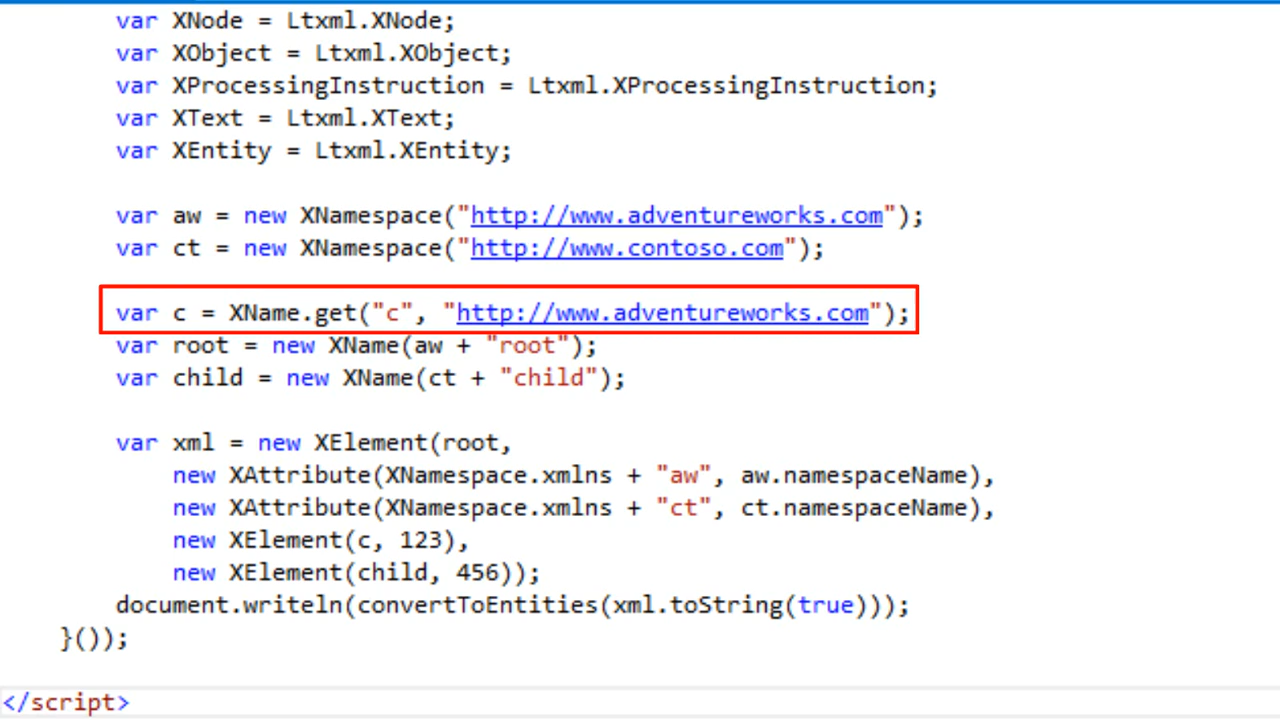 var XNode = Ltxml.XNode;
var XObject = Ltxml.XObject;
var XProcessingInstruction = Ltxml.XProcessingInstruction;
var XText = Ltxml.XText;
var XEntity = Ltxml.XEntity;
var aw = new XNamespace("http://www.adventureworks.com");
var ct = new XNamespace("http://www.contoso.com");
var c = XName.get("c", "http://www.adventureworks.com");
var root = new XName(aw + "root");
var child = new XName(ct + "child");
var xml = new XElement(root,
new XAttribute(XNamespace.xmlns + "aw", aw.namespaceName),
new XAttribute(XNamespace.xmlns + "ct", ct.namespaceName),
new XElement(c, 123),
new XElement(child, 456));
document.writeln(convertToEntities(xml.toString(true)));
}());
</script>